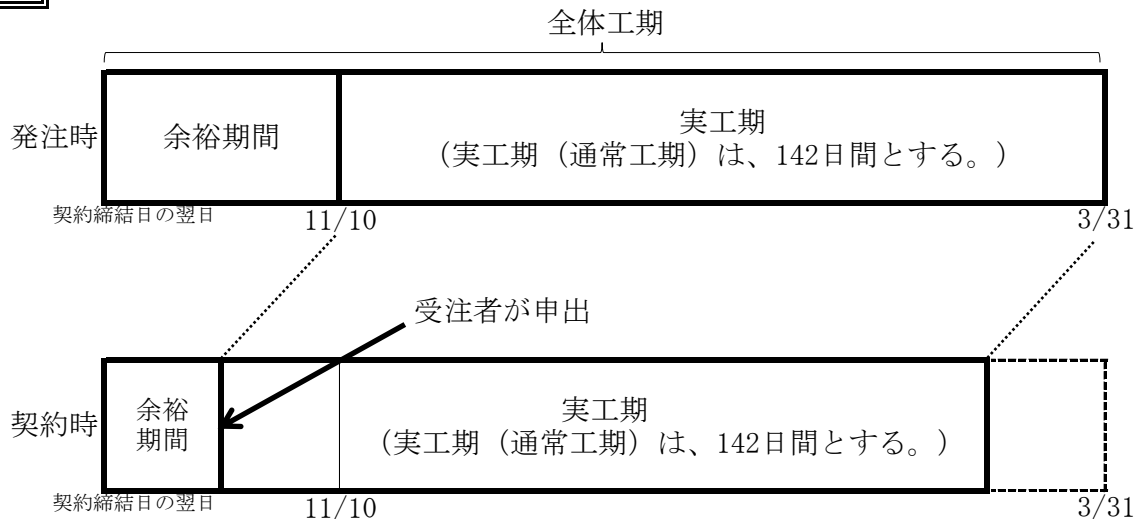 全体工期
発注時
余裕期間
実工期
（実工期（通常工期）は、142日間とする。）
契約締結日の翌日
11/10
3/31
受注者が申出
契約時
余裕
期間
実工期
（実工期（通常工期）は、142日間とする。）
契約締結日の翌日
11/10
3/31